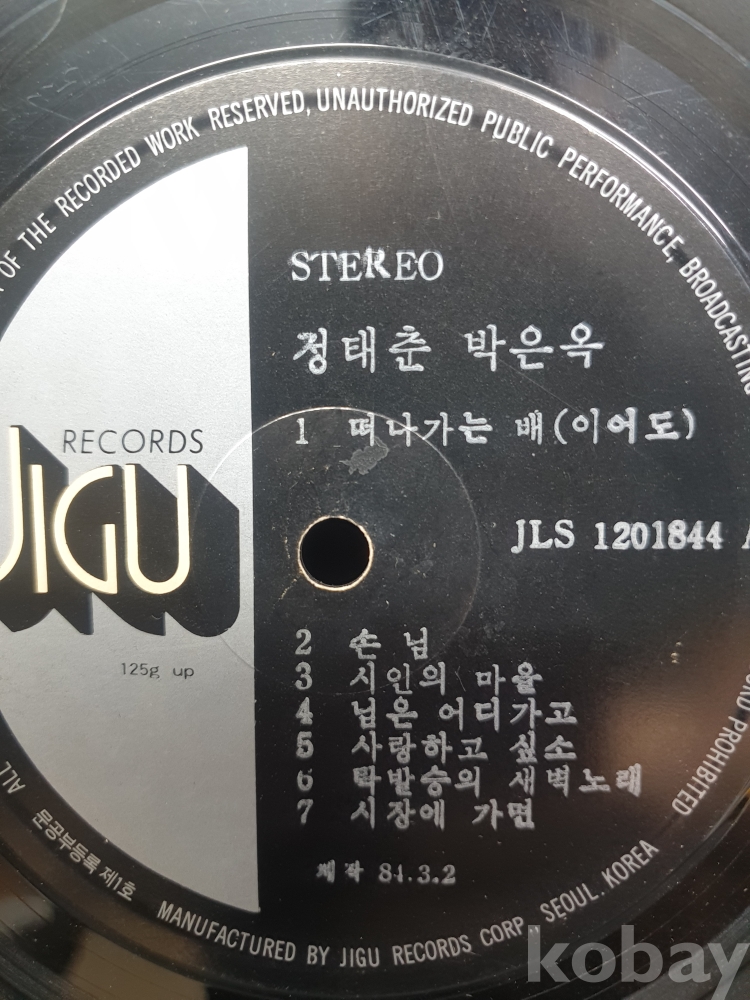 OF THE RECORDED WORK RESERVED, UNAUTHORIZED PUBLIC PERFORMANCE, BROADCASTING
STEREO
정태춘 박은옥
1 떠나가는 배(이어도)
RECORDS
JIGU
JLS 1201844
125g up
2 손 님
3 시인의 마을
4 님은 어디가고
5 사랑하고 싶소
6 탁발승의 새벽노래
7 시장에 가면
제작 84.3.2
PROHIBITED
ALL
문공부등록 제1호
MANUFACTURED BY JIGU RECORDS CORP., SEOUL. KOREA
kobay